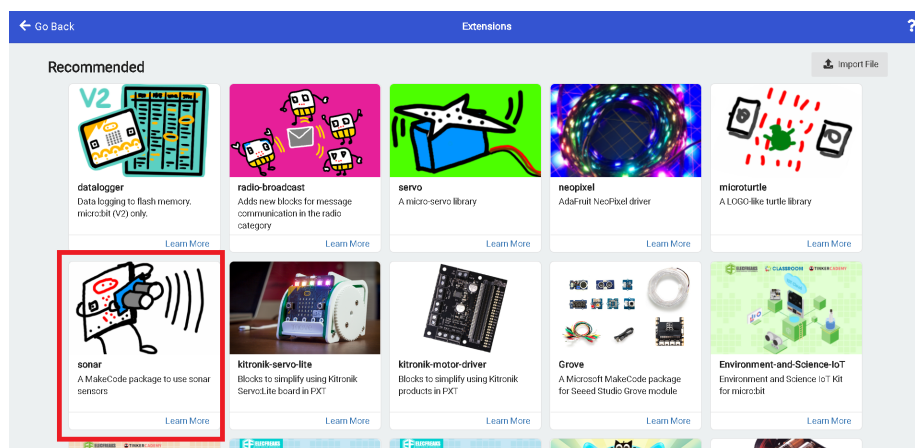 Go Back
Extensions
?
Recommended
Import File
V2
datalogger
Data logging to flash memory.
micro:bit (V2) only.
Learn More
radio-broadcast
Adds new blocks for message
communication in the radio
category
Learn More
servo
A micro-servo library
Learn More
neopixel
AdaFruit NeoPixel driver
Learn More
microturtle
A LOGO-like turtle library
Learn More
sonar
A MakeCode package to use sonar
sensors
Learn More
kitronik-servo-lite
Blocks to simplify using Kitronik
Servo:Lite board in PXT
Learn More
kitronik-motor-driver
Blocks to simplify using Kitronik
products in PXT
Learn More
Grove
A Microsoft MakeCode package
for Seeed Studio Grove module
Learn More
ELECFREAKS CLASSROOM TINKERCADEMY
Environment-and-Science-IoT
Environment and Science IoT Kit
for micro:bit
Learn More